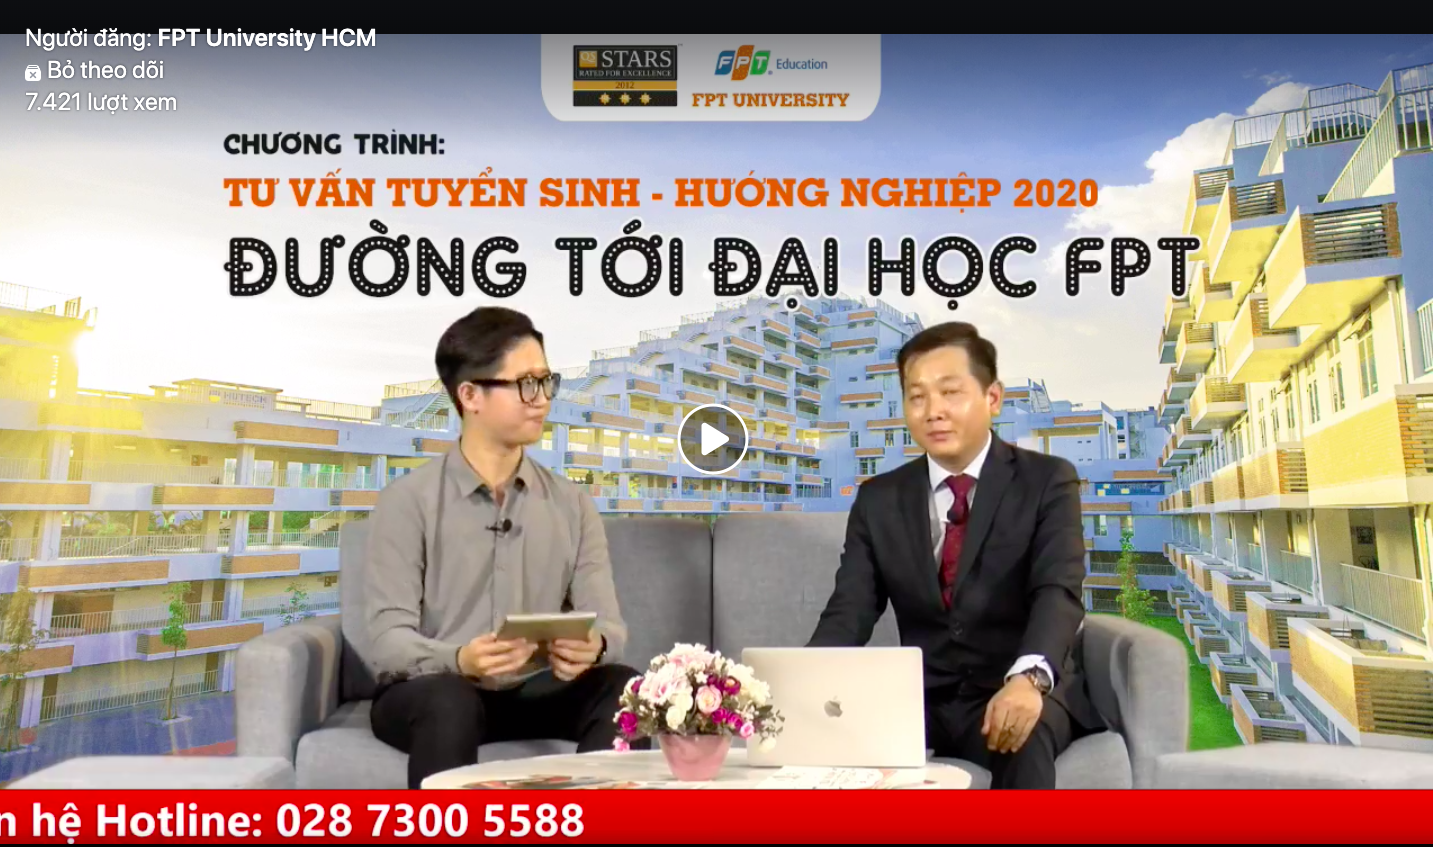 Người đăng: FPT University HCM
Bỏ theo dõi
7.421 lượt xem
QS STARS
RATED FOR EXCELLENCE
2012
FPT Education
FPT UNIVERSITY
CHƯƠNG TRÌNH:
TƯ VẤN TUYỂN SINH - HƯỚNG NGHIỆP 2020
ĐƯỜNG TỚI ĐẠI HỌC FPT
HUTECH
n hệ Hotline: 028 7300 5588